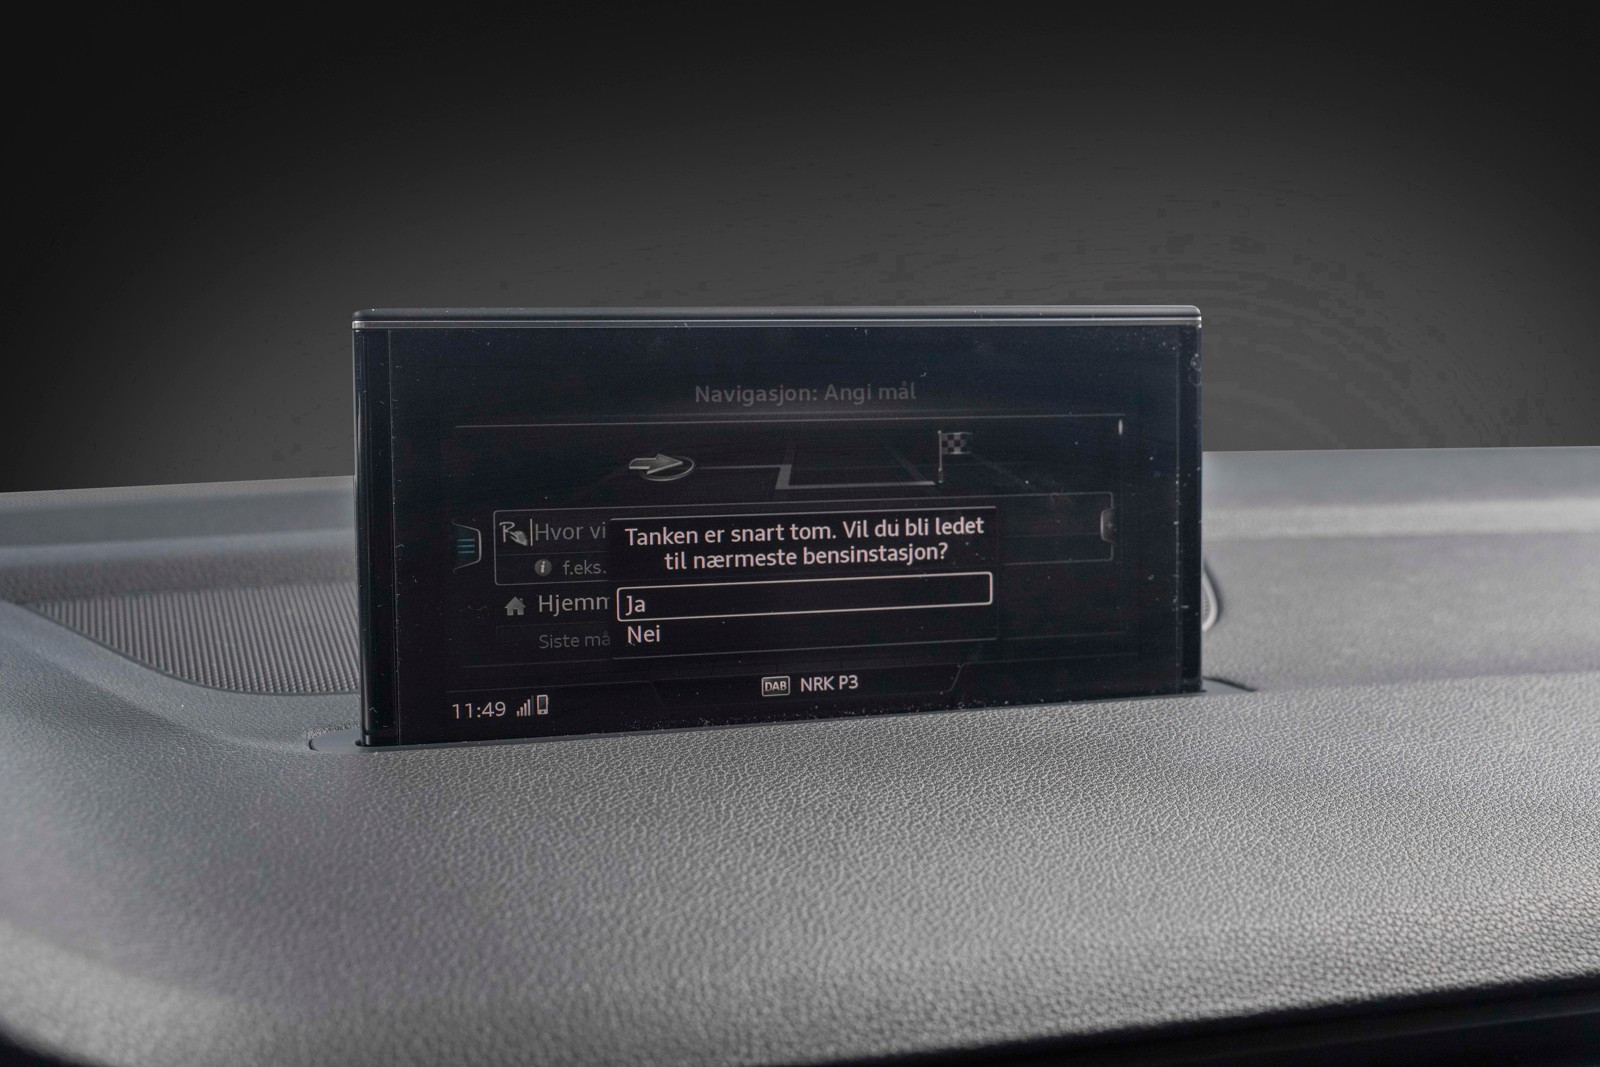 Navigasjon: Angi mål
Hvor vi
f.eks.
Tanken er snart tom. Vil du bli ledet
til nærmeste bensinstasjon?
Hjem
Ja
Siste må
Nei
DAB NRK P3
11:49